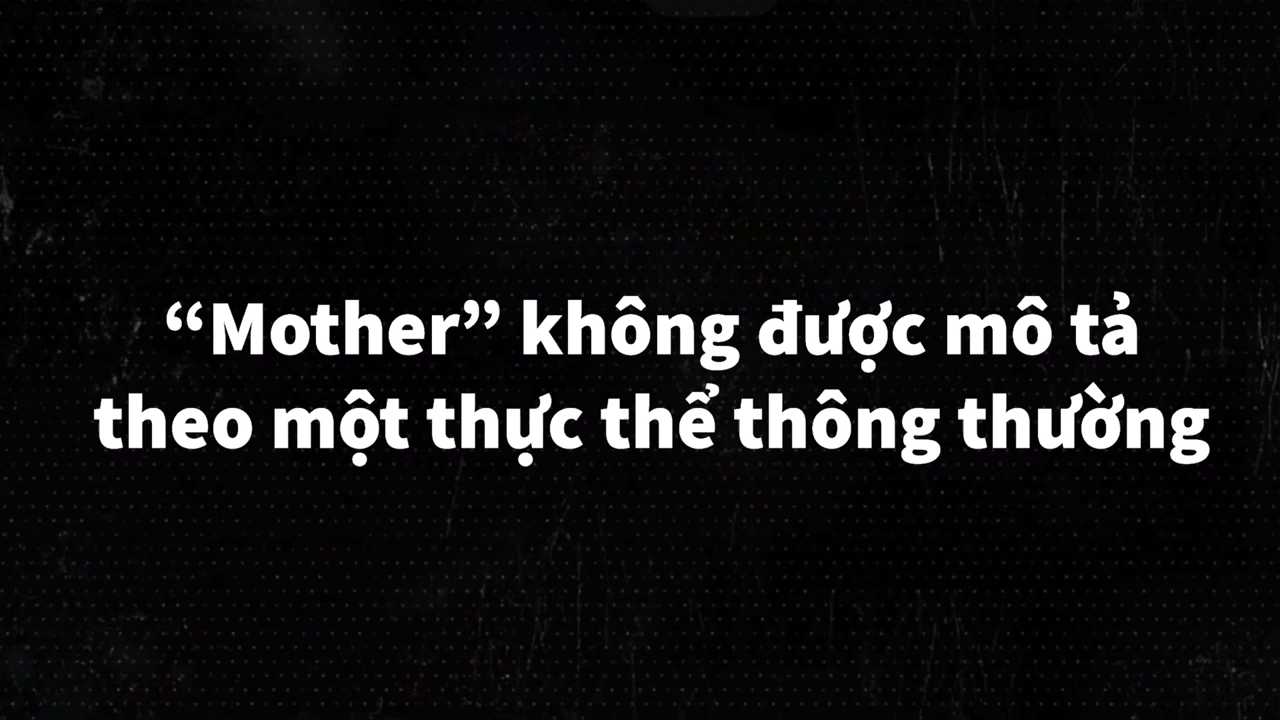 “Mother” không được mô tả
theo một thực thể thông thường